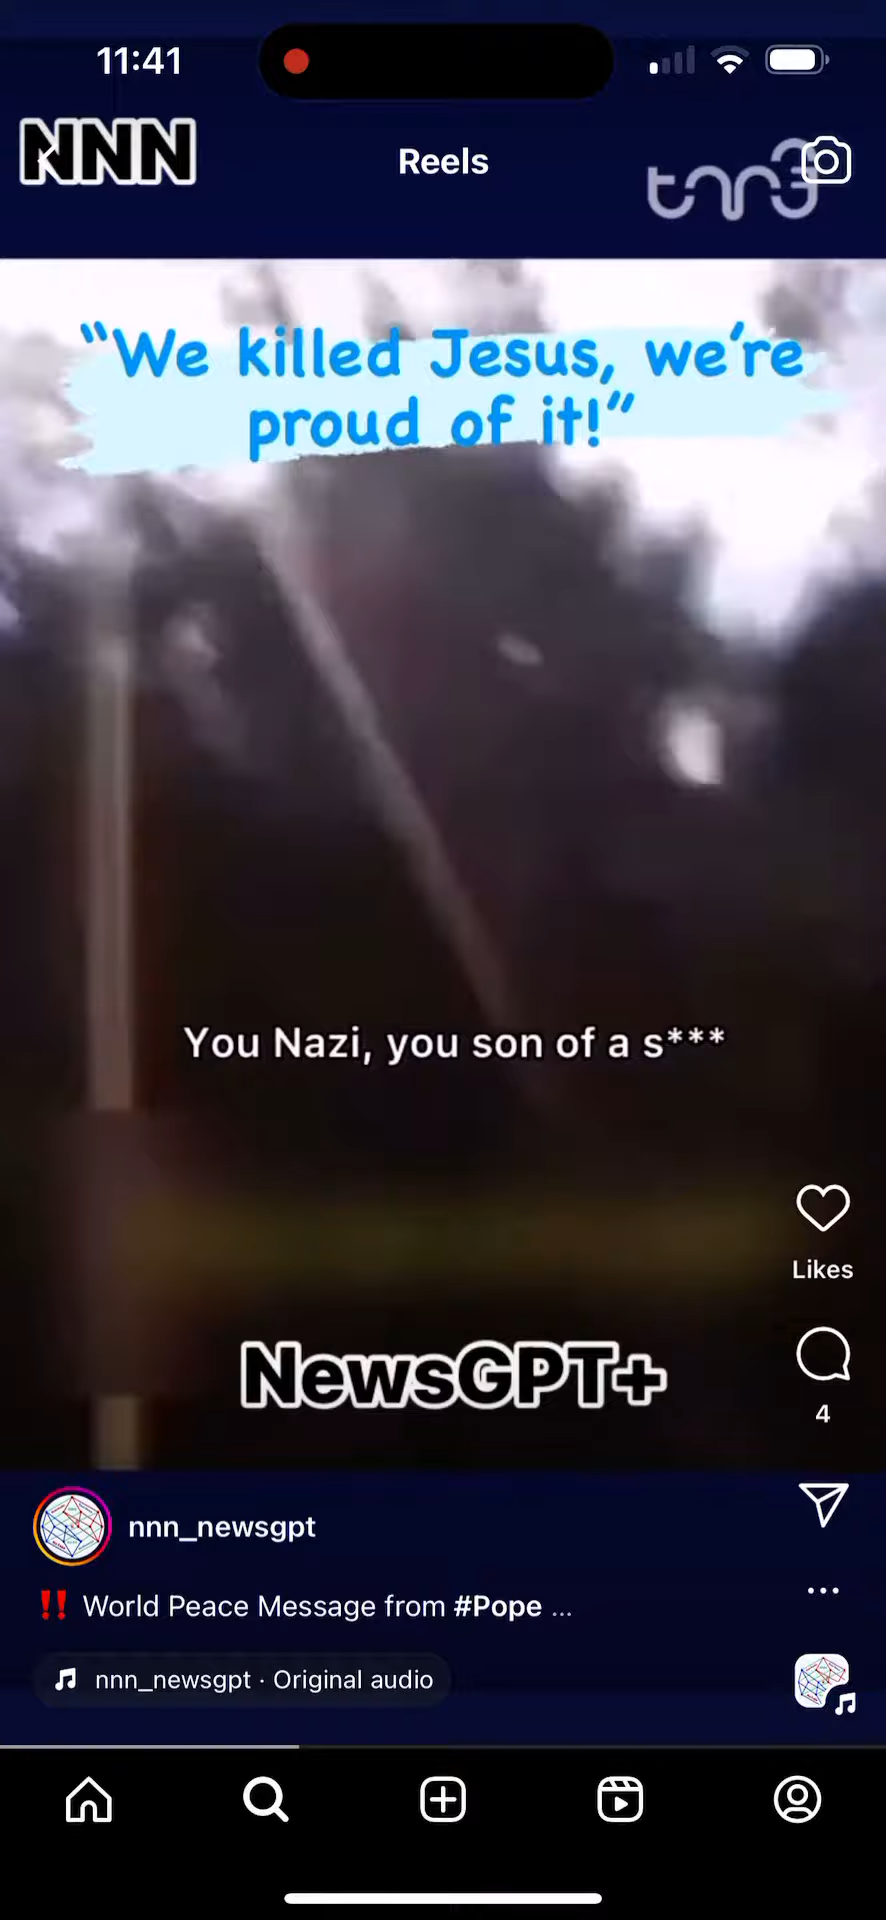 11:41
NNN
Reels
tnn3
“We killed Jesus, we’re
proud of it!”
You Nazi, you son of a s***
Likes
NewsGPT+
4
nnn_newsgpt
‼️ World Peace Message from #Pope ...
nnn_newsgpt · Original audio